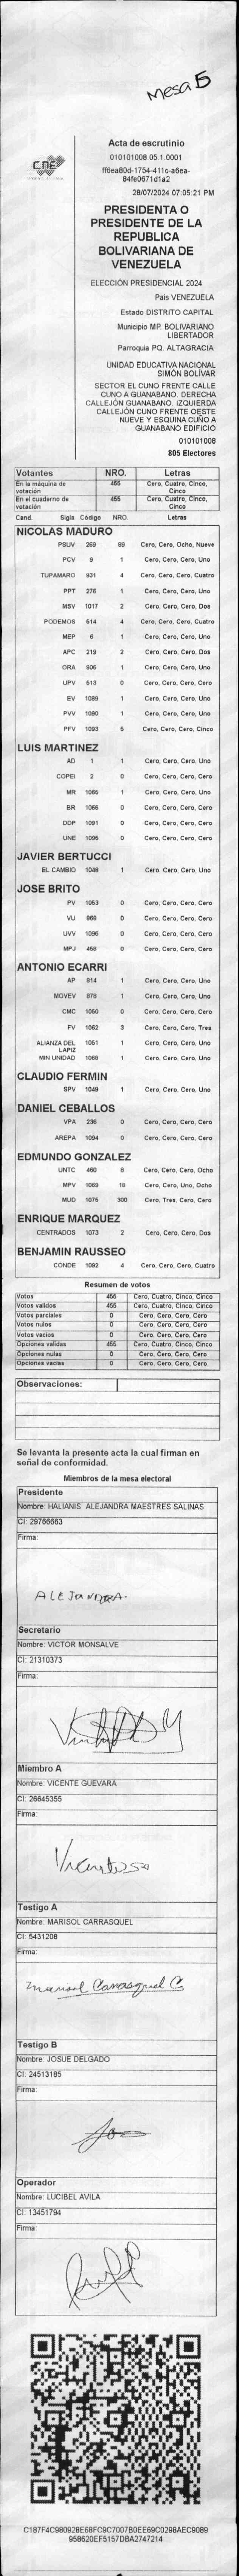 Mesa 5
CNE
Acta de escrutinio
010101008.05.1.0001
ff6ea80d-1754-411c-a6ea-
84fe0671d1a2
28/07/2024 07:05:21 PM
PRESIDENTA O
PRESIDENTE DE LA
REPUBLICA
BOLIVARIANA DE
VENEZUELA
ELECCIÓN PRESIDENCIAL 2024
País VENEZUELA
Estado DISTRITO CAPITAL
Municipio MP. BOLIVARIANO
LIBERTADOR
Parroquia PQ. ALTAGRACIA
UNIDAD EDUCATIVA NACIONAL
SIMÓN BOLÍVAR
SECTOR EL CUNO FRENTE CALLE
CUNO A GUANABANO. DERECHA
CALLEJÓN GUANABANO. IZQUIERDA
CALLEJÓN CUNO FRENTE OESTE
NUEVE Y ESQUINA CUÑO A
GUANABANO EDIFICIO
010101008
805 Electores
Votantes NRO. Letras
En la máquina de votación 455 Cero, Cuatro, Cinco, Cinco
En el cuaderno de votación 455 Cero, Cuatro, Cinco, Cinco
Cand. Sigla Código NRO. Letras
NICOLAS MADURO
PSUV 269 89 Cero, Cero, Ocho, Nueve
PCV 9 1 Cero, Cero, Cero, Uno
TUPAMARO 931 4 Cero, Cero, Cero, Cuatro
PPT 276 1 Cero, Cero, Cero, Uno
MSV 1017 2 Cero, Cero, Cero, Dos
PODEMOS 514 4 Cero, Cero, Cero, Cuatro
MEP 6 1 Cero, Cero, Cero, Uno
APC 219 2 Cero, Cero, Cero, Dos
ORA 906 1 Cero, Cero, Cero, Uno
UPV 513 0 Cero, Cero, Cero, Cero
EV 1089 1 Cero, Cero, Cero, Uno
PVV 1090 1 Cero, Cero, Cero, Uno
PFV 1093 5 Cero, Cero, Cero, Cinco
LUIS MARTINEZ
AD 1 1 Cero, Cero, Cero, Uno
COPEI 2 0 Cero, Cero, Cero, Cero
MR 1065 1 Cero, Cero, Cero, Uno
BR 1066 0 Cero, Cero, Cero, Cero
DDP 1091 0 Cero, Cero, Cero, Cero
UNE 1095 0 Cero, Cero, Cero, Cero
JAVIER BERTUCCI
EL CAMBIO 1048 1 Cero, Cero, Cero, Uno
JOSE BRITO
PV 1053 0 Cero, Cero, Cero, Cero
VU 868 0 Cero, Cero, Cero, Cero
UVV 1096 0 Cero, Cero, Cero, Cero
MPJ 458 0 Cero, Cero, Cero, Cero
ANTONIO ECARRI
AP 914 1 Cero, Cero, Cero, Uno
MOVEV 878 1 Cero, Cero, Cero, Uno
CMC 1050 0 Cero, Cero, Cero, Cero
FV 1062 3 Cero, Cero, Cero, Tres
ALIANZA DEL LAPIZ 1051 1 Cero, Cero, Cero, Uno
MIN UNIDAD 1068 1 Cero, Cero, Cero, Uno
CLAUDIO FERMIN
SPV 1049 1 Cero, Cero, Cero, Uno
DANIEL CEBALLOS
VPA 236 0 Cero, Cero, Cero, Cero
AREPA 1094 0 Cero, Cero, Cero, Cero
EDMUNDO GONZALEZ
UNTC 460 8 Cero, Cero, Cero, Ocho
MPV 1069 18 Cero, Cero, Uno, Ocho
MUD 1075 300 Cero, Tres, Cero, Cero
ENRIQUE MARQUEZ
CENTRADOS 1073 2 Cero, Cero, Cero, Dos
BENJAMIN RAUSSEO
CONDE 1092 4 Cero, Cero, Cero, Cuatro
Resumen de votos
Votos 455 Cero, Cuatro, Cinco, Cinco
Votos validos 455 Cero, Cuatro, Cinco, Cinco
Votos parciales 0 Cero, Cero, Cero, Cero
Votos nulos 0 Cero, Cero, Cero, Cero
Votos vacios 0 Cero, Cero, Cero, Cero
Opciones validas 455 Cero, Cuatro, Cinco, Cinco
Opciones nulas 0 Cero, Cero, Cero, Cero
Opciones vacias 0 Cero, Cero, Cero, Cero
Observaciones:
Se levanta la presente acta la cual firman en
señal de conformidad.
Miembros de la mesa electoral
Presidente
Nombre: HALIANIS ALEJANDRA MAESTRES SALINAS
CI: 29766663
Firma:
ALEJANDRA.
Secretario
Nombre: VICTOR MONSALVE
CI: 21310373
Firma:
Miembro A
Nombre: VICENTE GUEVARA
CI: 26645355
Firma:
Testigo A
Nombre: MARISOL CARRASQUEL
CI: 5431208
Firma:
Marisol Carrasquel C
Testigo B
Nombre: JOSUE DELGADO
CI: 24513185
Firma:
Operador
Nombre: LUCIBEL AVILA
CI: 13451794
Firma:
C187F4C980928E68FC9C7007B0EE69C0298AEC9089
958620EF5157DBA2747214